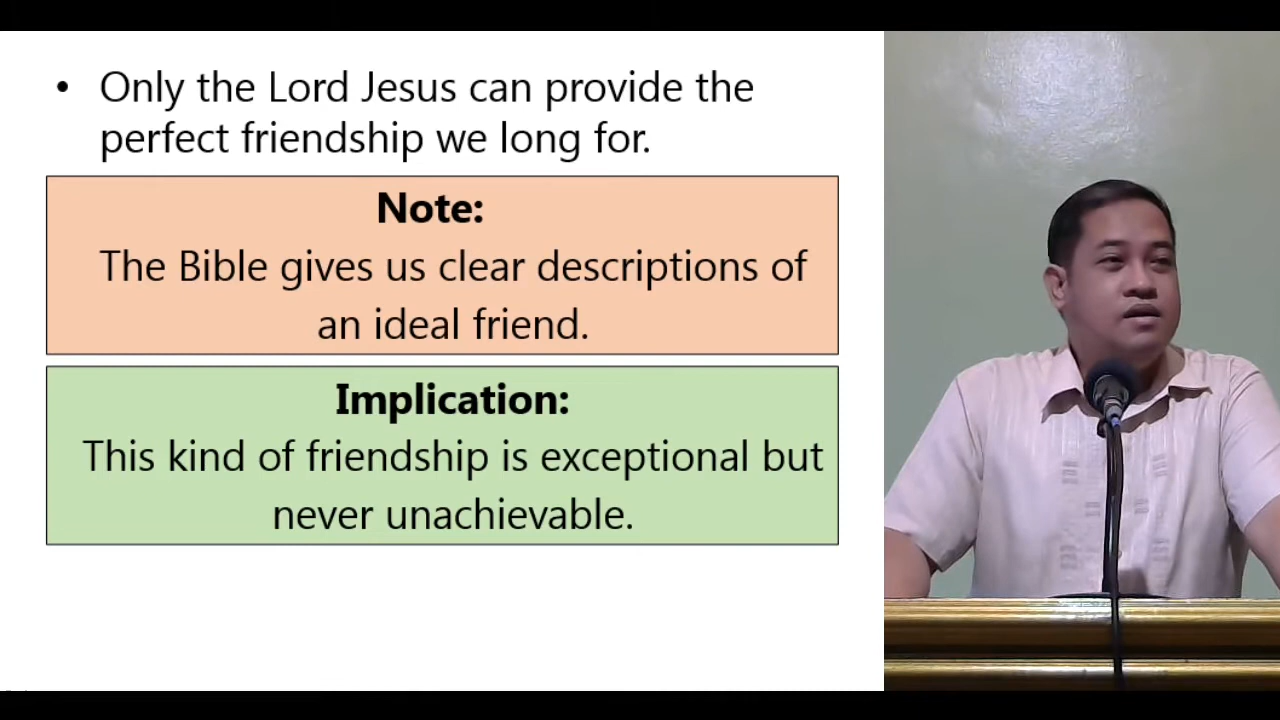 • Only the Lord Jesus can provide the
perfect friendship we long for.
Note:
The Bible gives us clear descriptions of
an ideal friend.
Implication:
This kind of friendship is exceptional but
never unachievable.